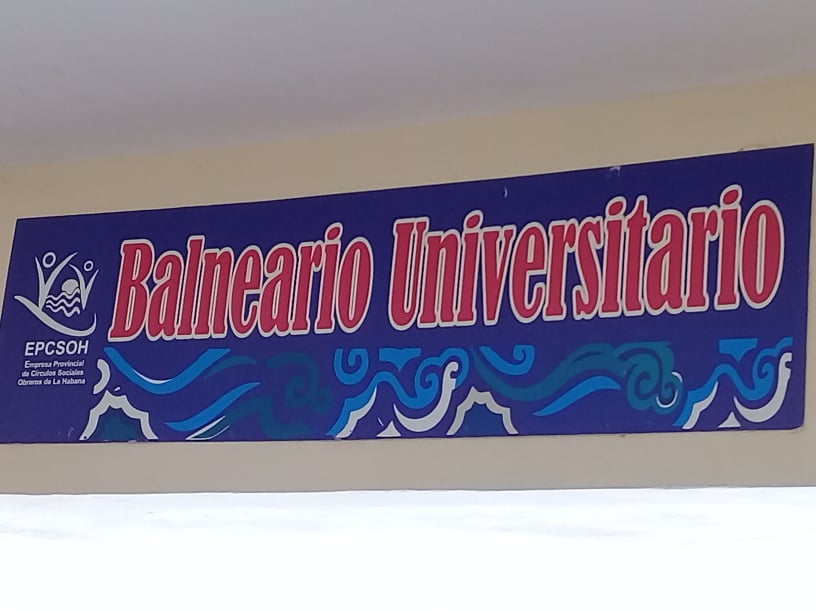 Balneario Universitario
EPCSOH
Empresa Provincial
de Círculos Sociales
Obreros de La Habana